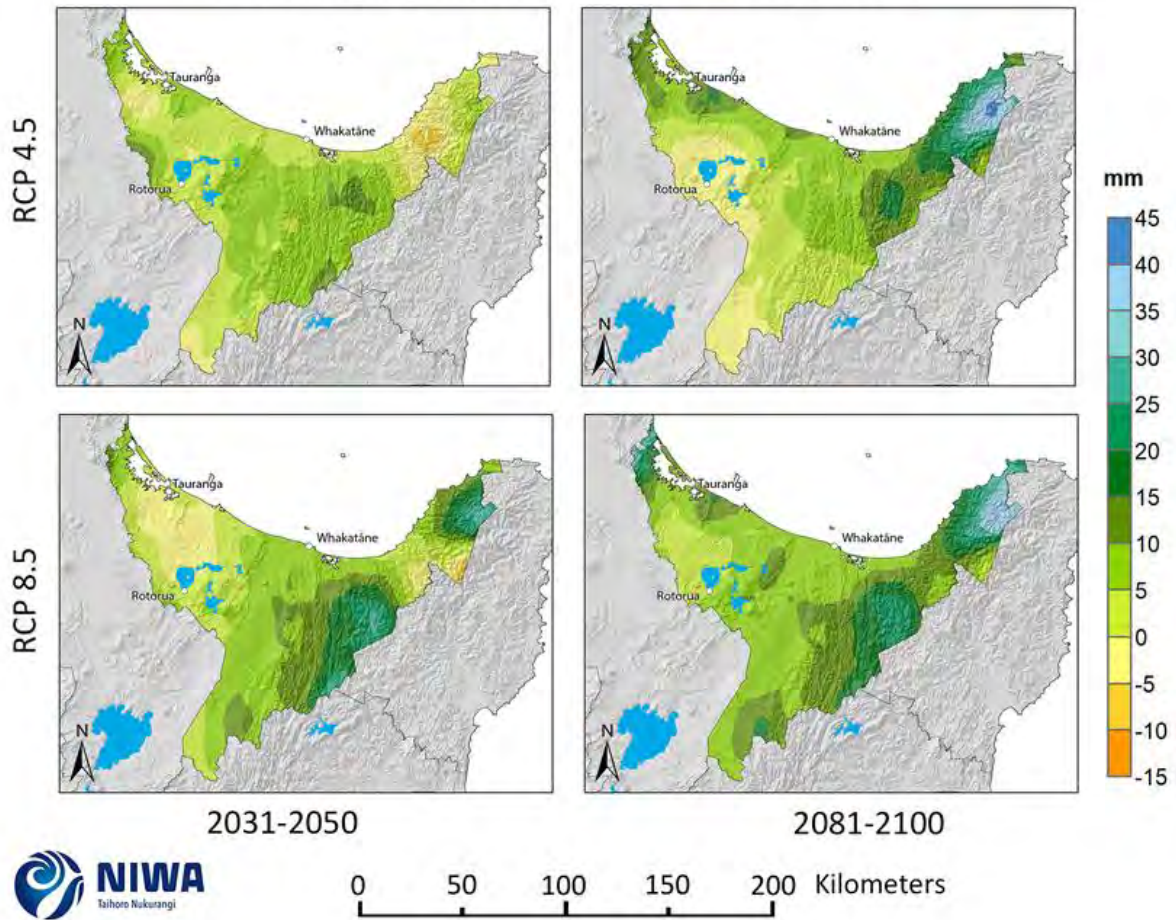 RCP 4.5
Tauranga
Whakatāne
Rotorua
N
Tauranga
Whakatāne
Rotorua
N
mm
45
40
35
30
25
20
15
10
5
0
-5
-10
-15
RCP 8.5
Tauranga
Whakatāne
Rotorua
N
Tauranga
Whakatāne
Rotorua
N
2031-2050
2081-2100
NIWA
Taihoro Nukurangi
0 50 100 150 200 Kilometers